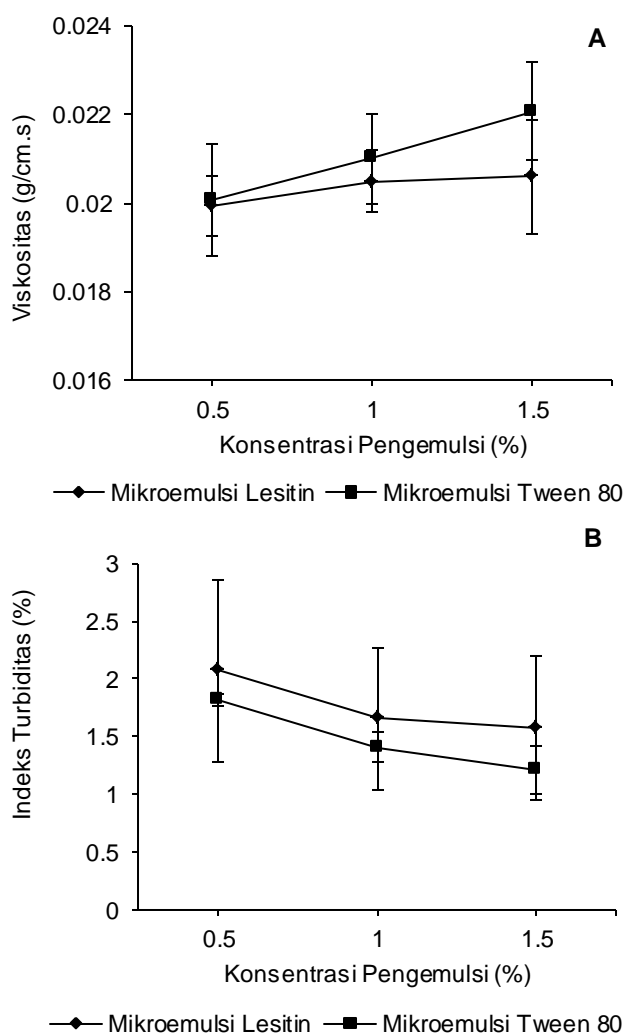 A
0.024
0.022
0.02
0.018
0.016
Viskositas (g/cm.s)
0.5 1 1.5
Konsentrasi Pengemulsi (%)
Mikroemulsi Lesitin Mikroemulsi Tween 80
B
3
2.5
2
1.5
1
0.5
0
Indeks Turbiditas (%)
0.5 1 1.5
Konsentrasi Pengemulsi (%)
Mikroemulsi Lesitin Mikroemulsi Tween 80